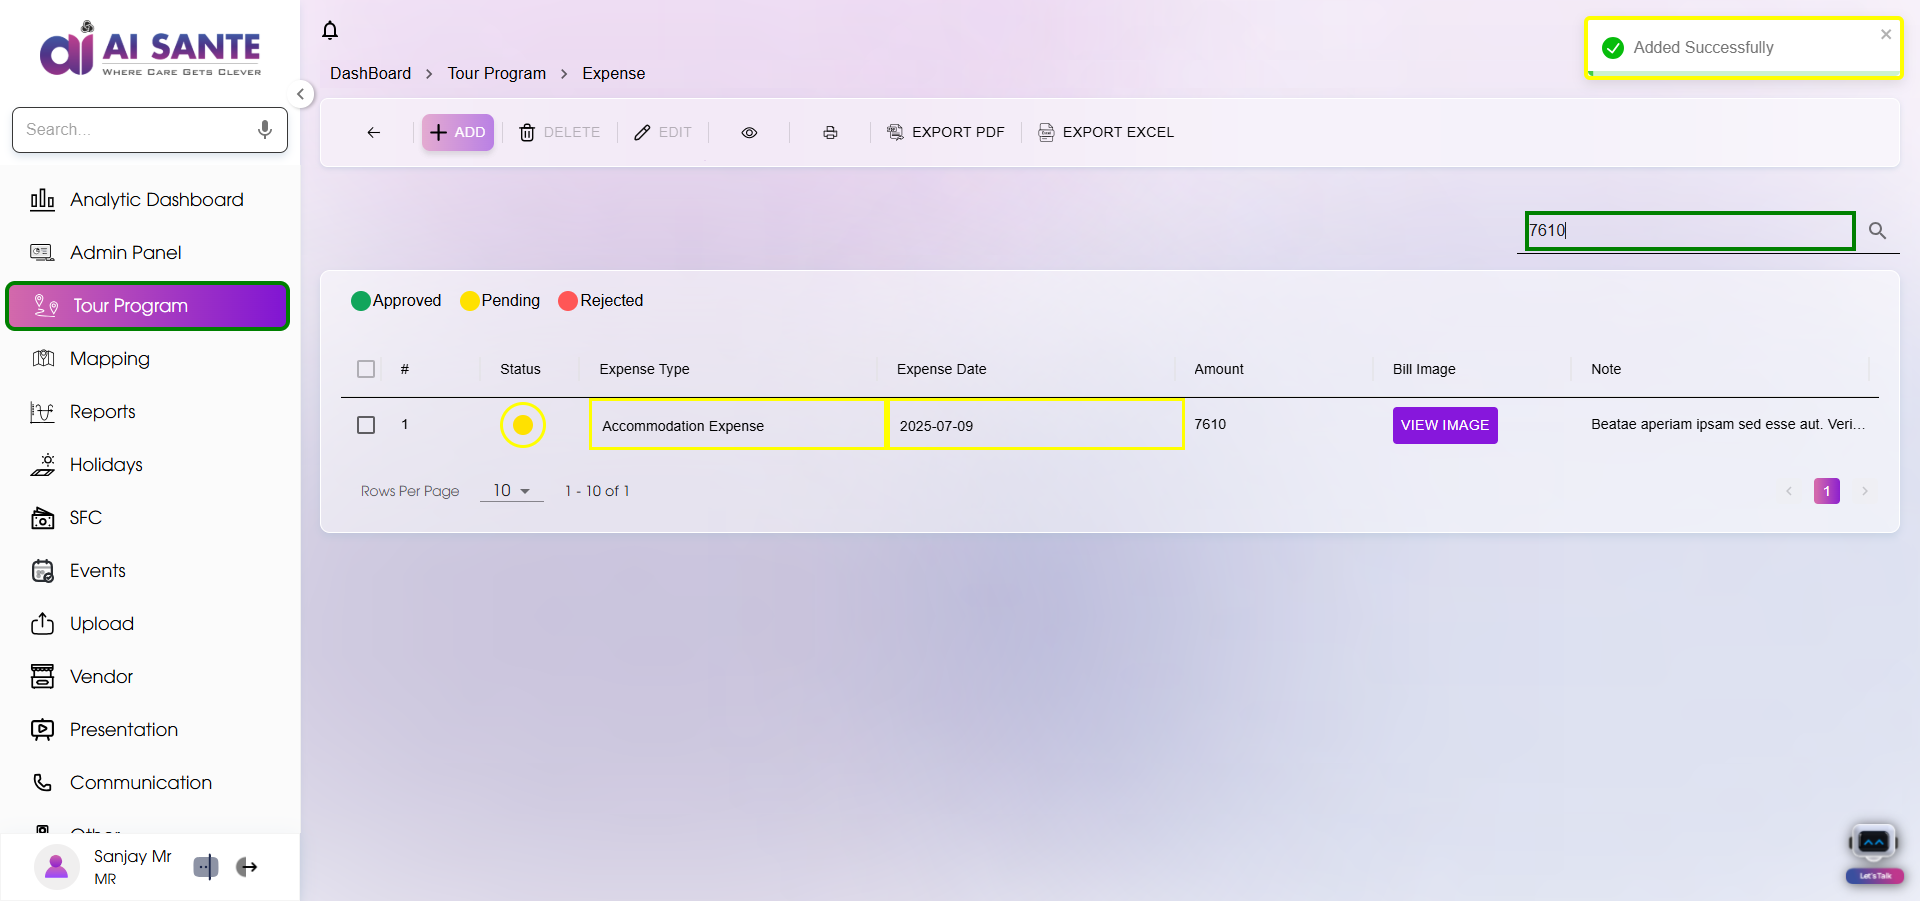 AI SANTE
WHERE CARE GETS CLEVER
Search...
Analytic Dashboard
Admin Panel
Tour Program
Mapping
Reports
Holidays
SFC
Events
Upload
Vendor
Presentation
Communication
Other
Sanjay Mr
MR
DashBoard > Tour Program > Expense
Added Successfully
ADD DELETE EDIT EXPORT PDF EXPORT EXCEL
7610
Approved Pending Rejected
# Status Expense Type Expense Date Amount Bill Image Note
1 Accommodation Expense 2025-07-09 7610 VIEW IMAGE Beatae aperiam ipsam sed esse aut. Veri...
Rows Per Page 10 1 - 10 of 1 1
Let's Talk